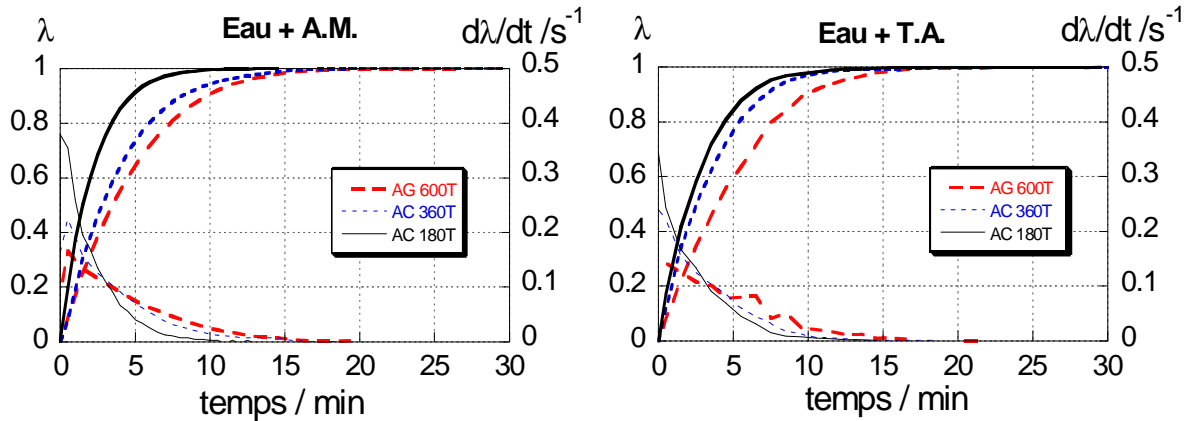 λ Eau + A.M. dλ/dt /s⁻¹
1 0.5
0.8 0.4
0.6 0.3
AG 600T
AC 360T
AC 180T
0.4 0.2
0.2 0.1
0 0
0 5 10 15 20 25 30
temps / min
λ Eau + T.A. dλ/dt /s⁻¹
1 0.5
0.8 0.4
0.6 0.3
AG 600T
AC 360T
AC 180T
0.4 0.2
0.2 0.1
0 0
0 5 10 15 20 25 30
temps / min